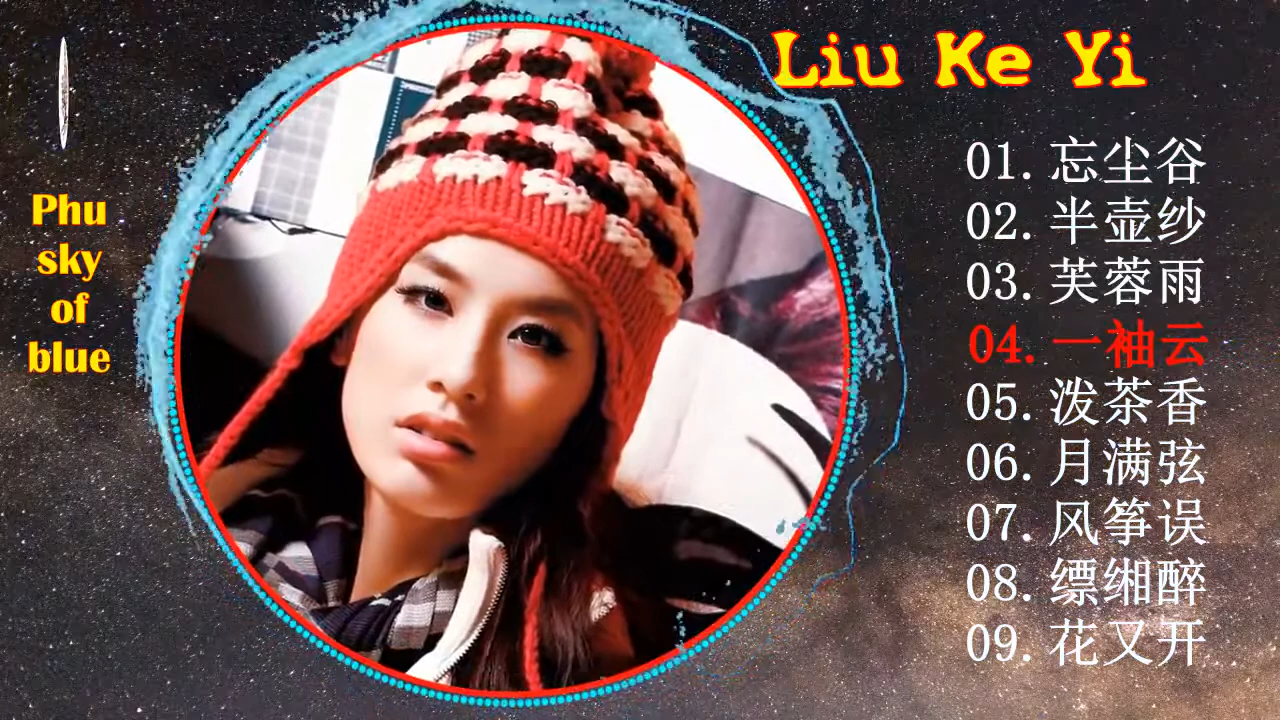 Liu Ke Yi
Phu
sky
of
blue
01. 忘尘谷
02. 半壶纱
03. 芙蓉雨
04. 一袖云
05. 泼茶香
06. 月满弦
07. 风筝误
08. 缥缃醉
09. 花又开